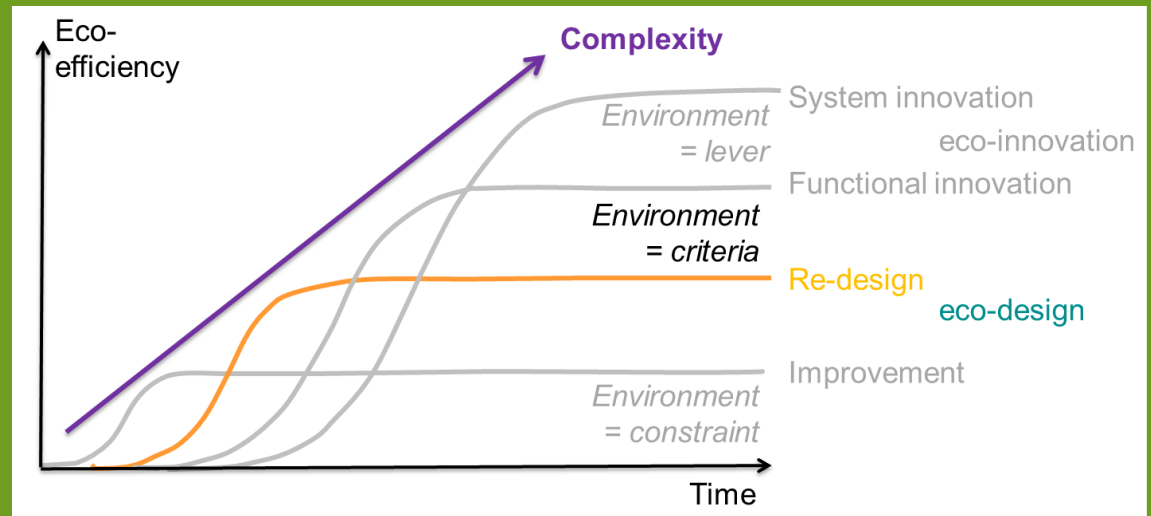 Eco-
efficiency
Complexity
System innovation
Environment
= lever
eco-innovation
Functional innovation
Environment
= criteria
Re-design
eco-design
Improvement
Environment
= constraint
Time